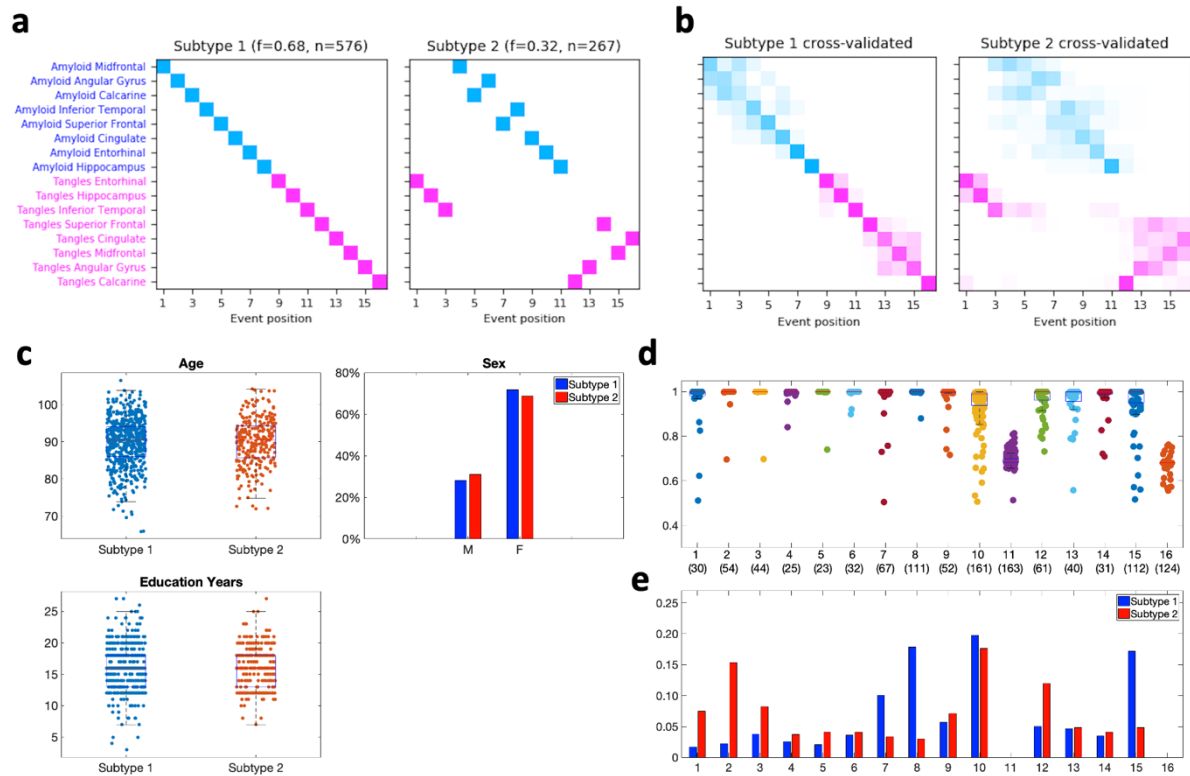 a
Subtype 1 (f=0.68, n=576)
Subtype 2 (f=0.32, n=267)
Amyloid Midfrontal
Amyloid Angular Gyrus
Amyloid Calcarine
Amyloid Inferior Temporal
Amyloid Superior Frontal
Amyloid Cingulate
Amyloid Entorhinal
Amyloid Hippocampus
Tangles Entorhinal
Tangles Hippocampus
Tangles Inferior Temporal
Tangles Superior Frontal
Tangles Cingulate
Tangles Midfrontal
Tangles Angular Gyrus
Tangles Calcarine
1 3 5 7 9 11 13 15
Event position
1 3 5 7 9 11 13 15
Event position
b
Subtype 1 cross-validated
Subtype 2 cross-validated
1 3 5 7 9 11 13 15
Event position
1 3 5 7 9 11 13 15
Event position
c
Age
100
90
80
70
Subtype 1 Subtype 2
Sex
80%
60%
40%
20%
0%
Subtype 1
Subtype 2
M F
Education Years
25
20
15
10
5
Subtype 1 Subtype 2
d
1
0.8
0.6
0.4
1 2 3 4 5 6 7 8 9 10 11 12 13 14 15 16
(30) (54) (44) (25) (23) (32) (67) (111) (52) (161) (163) (61) (40) (31) (112) (124)
e
0.25
0.20
0.15
0.10
0.05
0
Subtype 1
Subtype 2
1 2 3 4 5 6 7 8 9 10 11 12 13 14 15 16